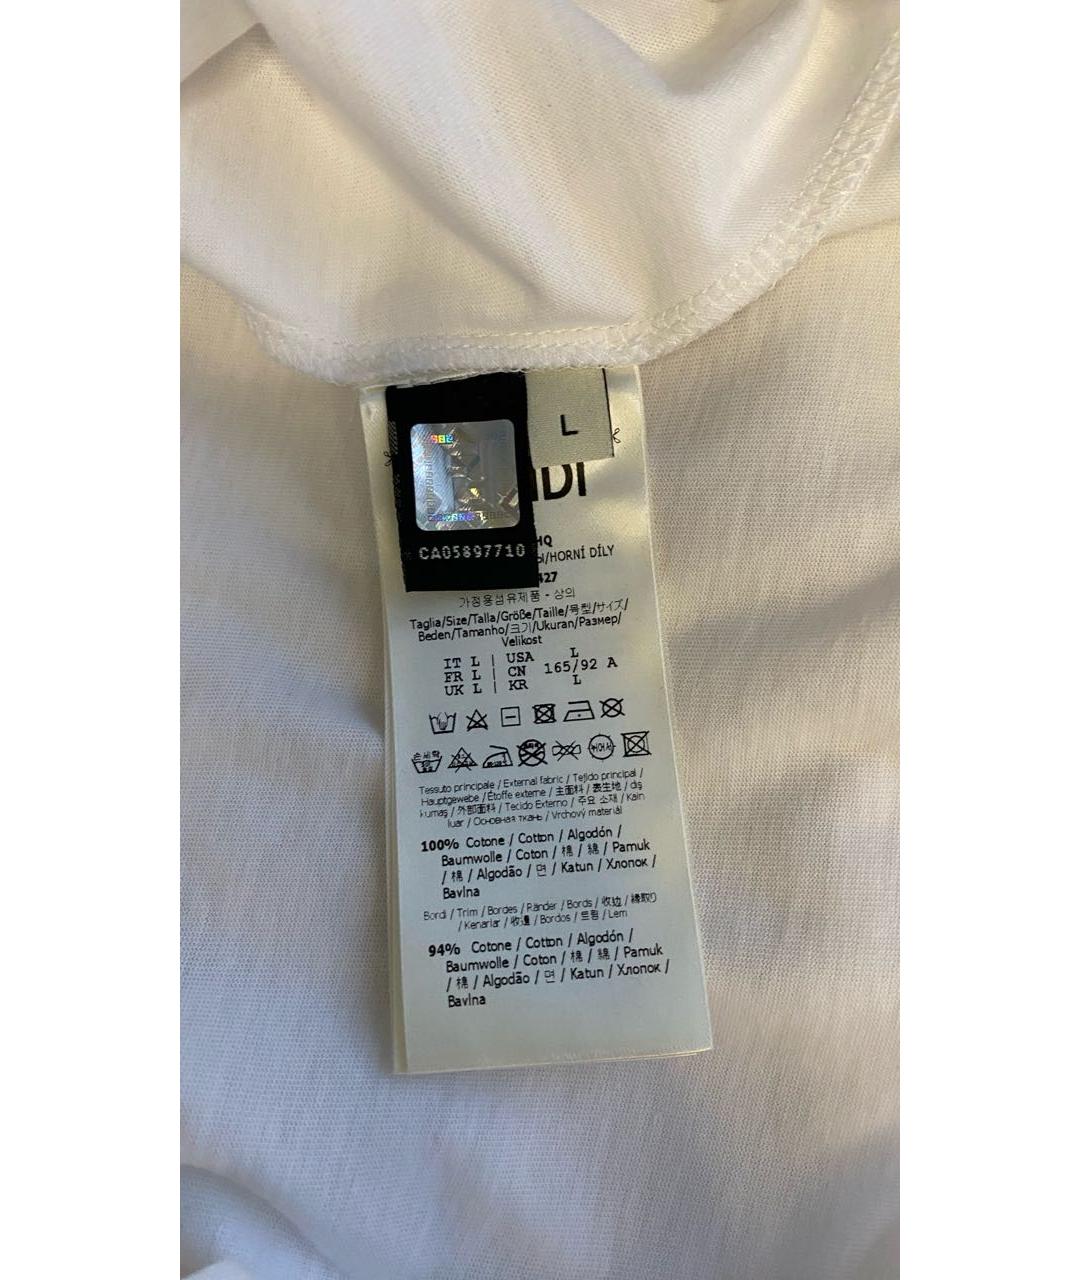 L
IDI
CA05897710
HQ
Ы/HORNÍ DÍLY
427
가정용섬유제품 - 상의
Taglia/Size/Talla/Größe/Taille/号型/サイズ/
Beden/Tamanho/크기/Ukuran/Размер/
Velikost
IT L | USA L
FR L | CN 165/92 A
UK L | KR L
손세탁
Tessuto principale / External fabric / Tejido principal /
Hauptgewebe / Étoffe externe / 主面料 / 表生地 / dış
kumaş / 外部面料 / Tecido Externo / 주요 소재 / Kain
luar / Основная ткань / Vrchový materiál
100% Cotone / Cotton / Algodón /
Baumwolle / Coton / 棉 / 綿 / Pamuk
/ 棉 / Algodão / 면 / Katun / Хлопок /
Bavlna
Bordi / Trim / Bordes / Ränder / Bords / 收边 / 縁取り
/ Kenarlar / 收邊 / Bordos / 트림 / Lem
94% Cotone / Cotton / Algodón /
Baumwolle / Coton / 棉 / 綿 / Pamuk
/ 棉 / Algodão / 면 / Katun / Хлопок /
Bavlna